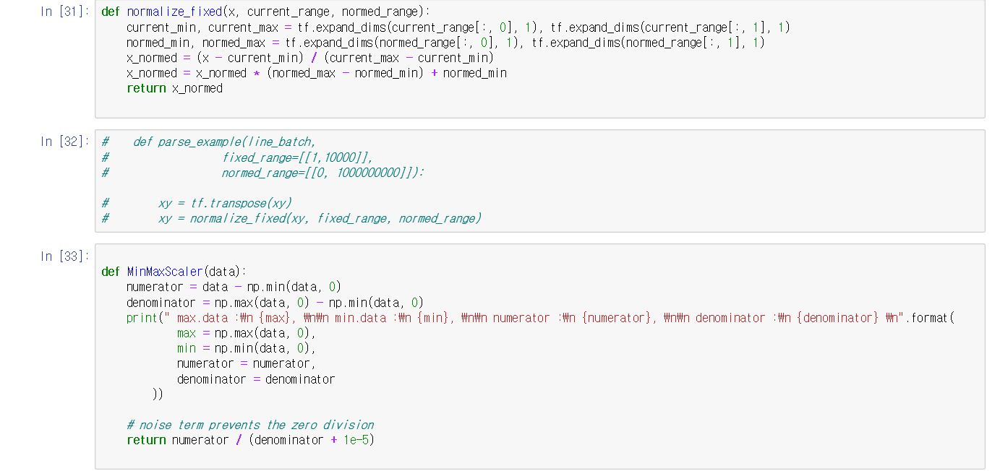 In [31]: def normalize_fixed(x, current_range, normed_range):
    current_min, current_max = tf.expand_dims(current_range[:, 0], 1), tf.expand_dims(current_range[:, 1], 1)
    normed_min, normed_max = tf.expand_dims(normed_range[:, 0], 1), tf.expand_dims(normed_range[:, 1], 1)
    x_normed = (x - current_min) / (current_max - current_min)
    x_normed = x_normed * (normed_max - normed_min) + normed_min
    return x_normed
In [32]: #    def parse_example(line_batch,
#                  fixed_range=[[1,10000]],
#                  normed_range=[[0, 1000000000]]):
#        xy = tf.transpose(xy)
#        xy = normalize_fixed(xy, fixed_range, normed_range)
In [33]:
def MinMaxScaler(data):
    numerator = data - np.min(data, 0)
    denominator = np.max(data, 0) - np.min(data, 0)
    print(" max.data :₩n {max}, ₩n₩n min.data :₩n {min}, ₩n₩n numerator :₩n {numerator}, ₩n₩n denominator :₩n {denominator} ₩n".format(
            max = np.max(data, 0),
            min = np.min(data, 0),
            numerator = numerator,
            denominator = denominator
        ))
    # noise term prevents the zero division
    return numerator / (denominator + 1e-5)